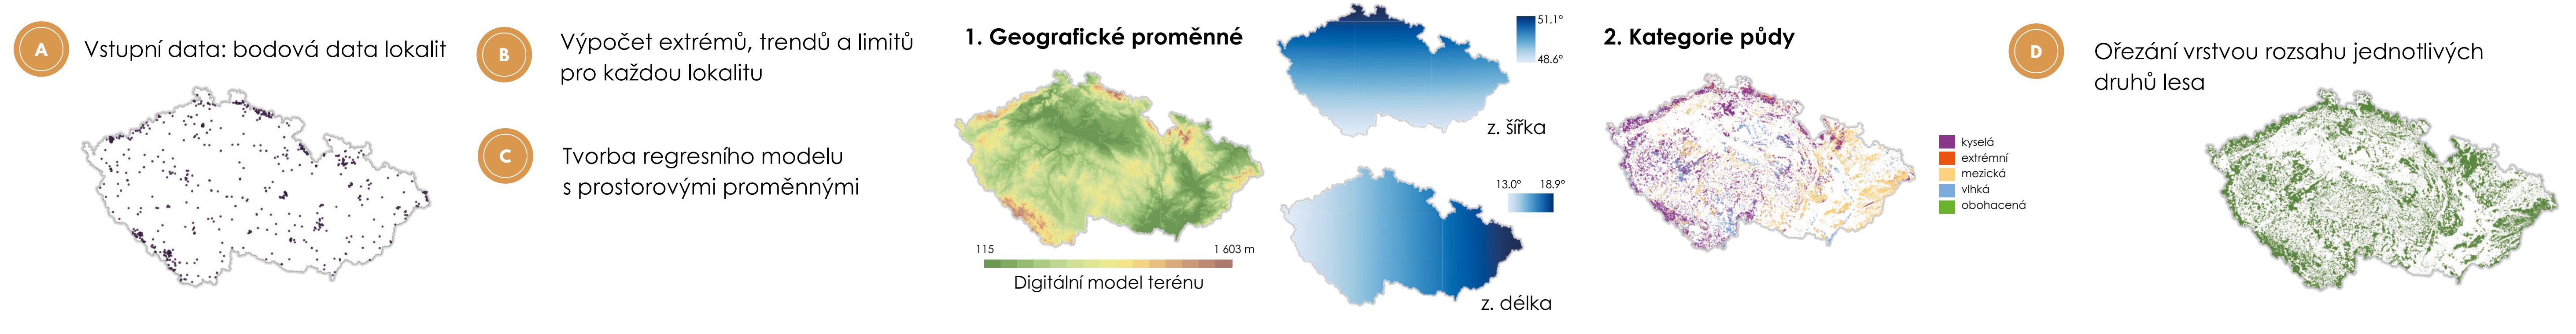 A
Vstupní data: bodová data lokalit
B
Výpočet extrémů, trendů a limitů
pro každou lokalitu
C
Tvorba regresního modelu
s prostorovými proměnnými
1. Geografické proměnné
115
1 603 m
Digitální model terénu
51.1°
48.6°
z. šířka
13.0°
18.9°
z. délka
2. Kategorie půdy
kyselá
extrémní
mezická
vlhká
obohacená
D
Ořezání vrstvou rozsahu jednotlivých
druhů lesa